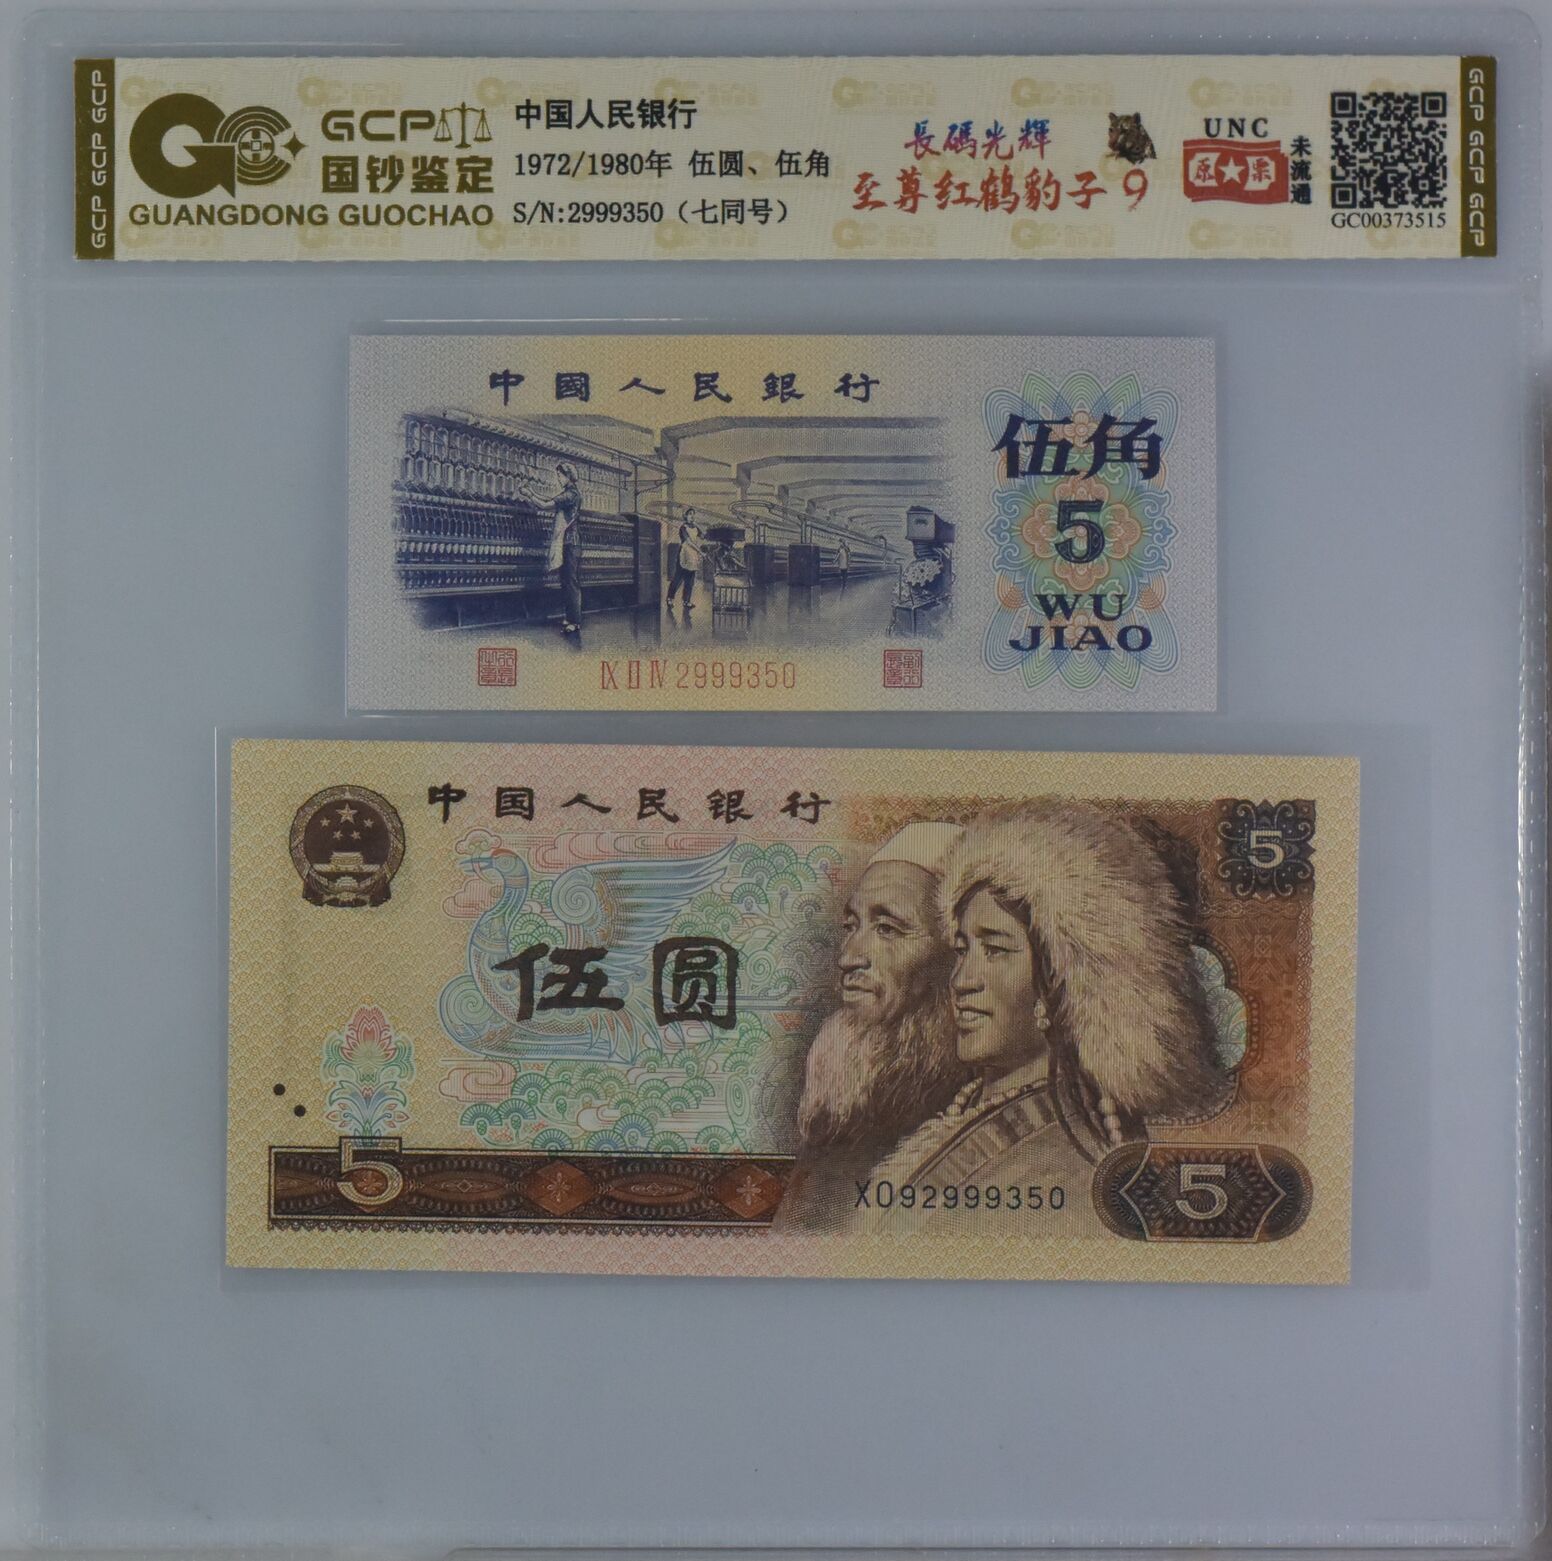 GCP GCP GCP
GCP
国钞鉴定
GUANGDONG GUOCHAO
中国人民银行
1972/1980年 伍圆、伍角
S/N:2999350（七同号）
長碼光輝
至尊红鹤豹子9
UNC
原★票
未流通
GC00373515
GCP GCP GCP
中國人民銀行
伍角
5
WU
JIAO
IX II IV 2999350
中国人民银行
5
伍圆
5
XO92999350
5